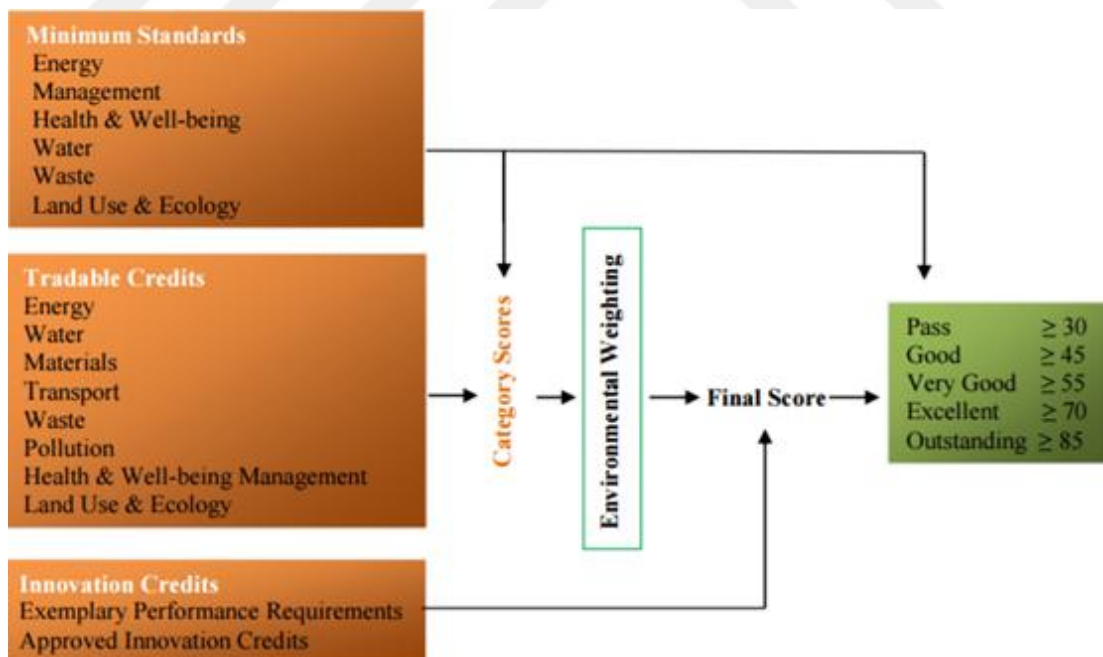 Minimum Standards
Energy
Management
Health & Well-being
Water
Waste
Land Use & Ecology
Tradable Credits
Energy
Water
Materials
Transport
Waste
Pollution
Health & Well-being Management
Land Use & Ecology
Innovation Credits
Exemplary Performance Requirements
Approved Innovation Credits
Category Scores
Environmental Weighting
Final Score
Pass ≥ 30
Good ≥ 45
Very Good ≥ 55
Excellent ≥ 70
Outstanding ≥ 85